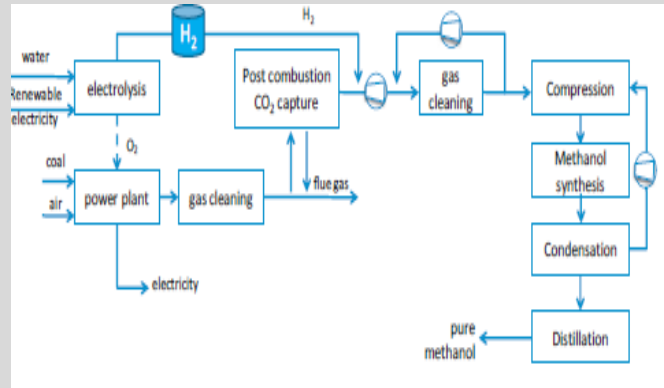 H₂
H₂
water
Renewable
electricity
electrolysis
O₂
Post combustion
CO₂ capture
gas
cleaning
Compression
coal
air
power plant
gas cleaning
flue gas
Methanol
synthesis
electricity
Condensation
pure
methanol
Distillation